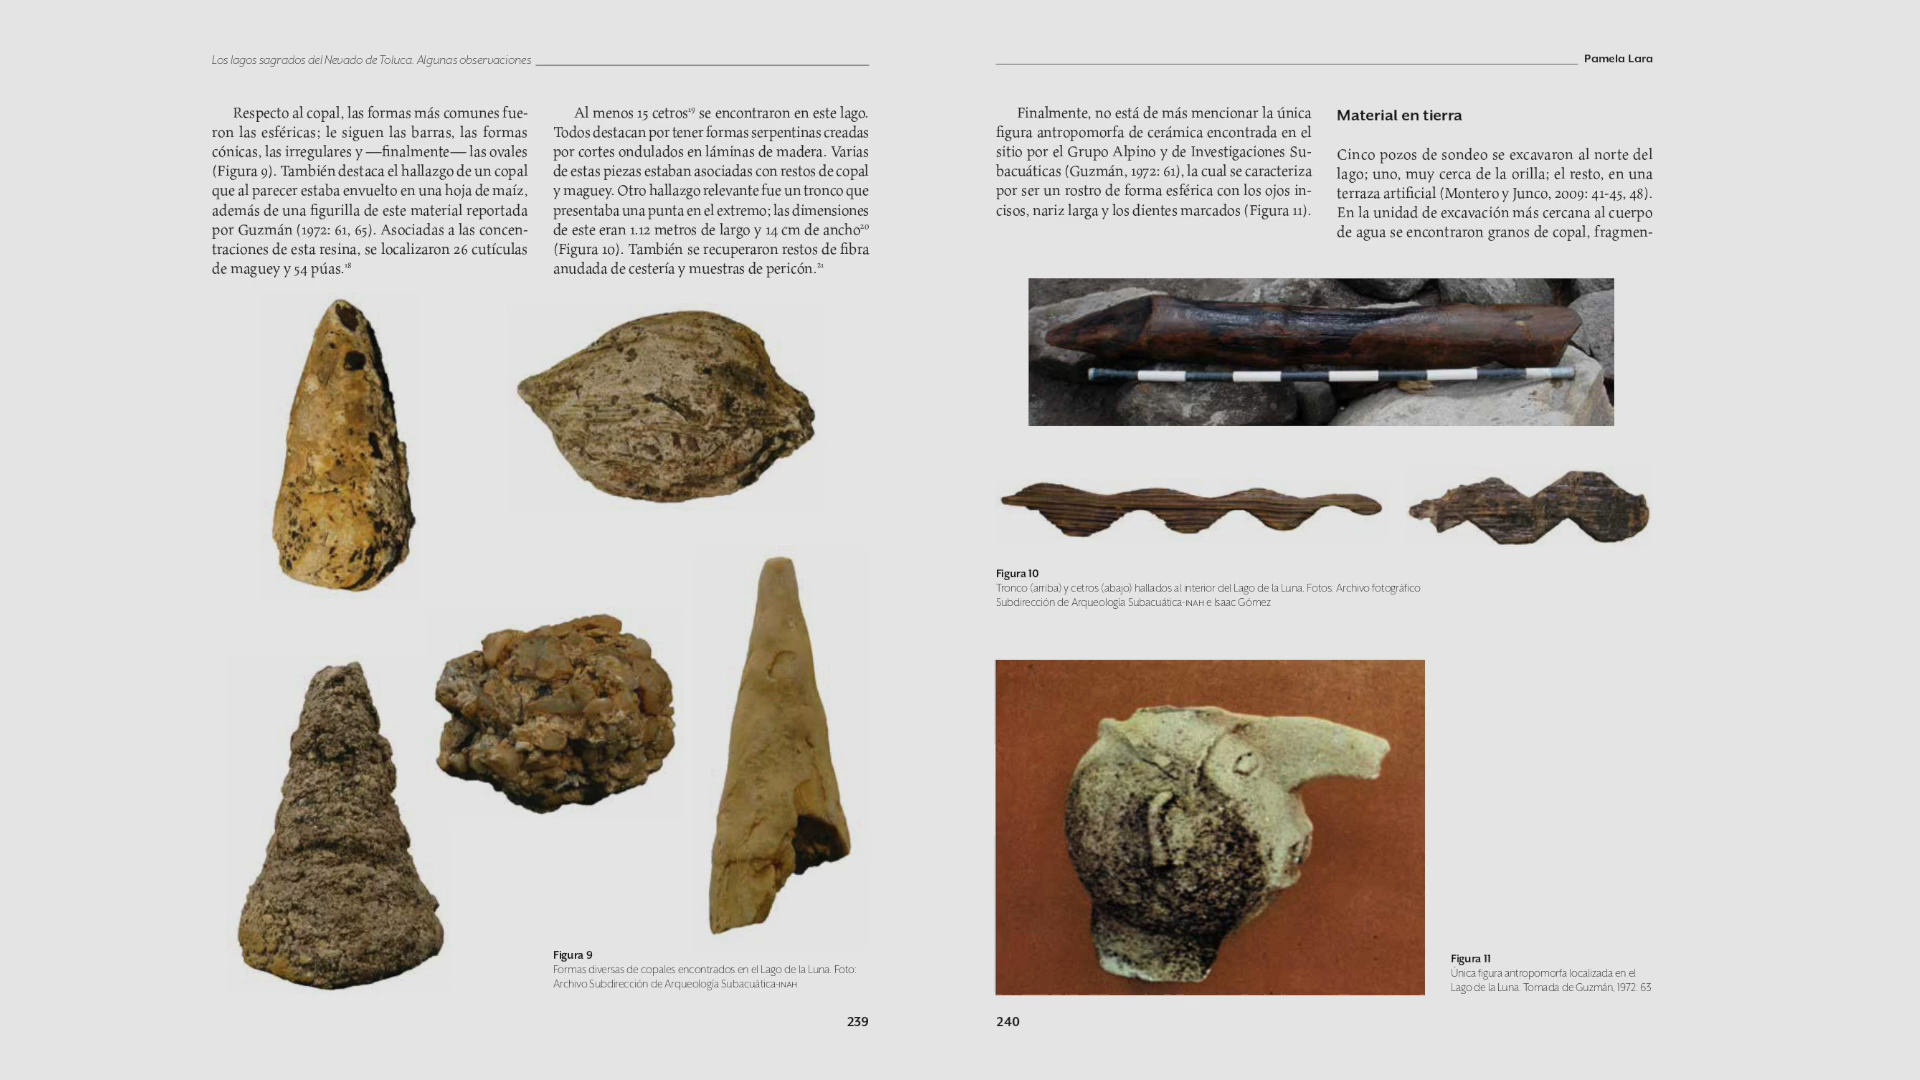 Los lagos sagrados del Nevado de Toluca. Algunas observaciones
Respecto al copal, las formas más comunes fue-
ron las esféricas; le siguen las barras, las formas
cónicas, las irregulares y —finalmente— las ovales
(Figura 9). También destaca el hallazgo de un copal
que al parecer estaba envuelto en una hoja de maíz,
además de una figurilla de este material reportada
por Guzmán (1972: 61, 65). Asociadas a las concen-
traciones de esta resina, se localizaron 26 cutículas
de maguey y 54 púas.¹⁸
Al menos 15 cetros¹⁹ se encontraron en este lago.
Todos destacan por tener formas serpentinas creadas
por cortes ondulados en láminas de madera. Varias
de estas piezas estaban asociadas con restos de copal
y maguey. Otro hallazgo relevante fue un tronco que
presentaba una punta en el extremo; las dimensiones
de este eran 1.12 metros de largo y 14 cm de ancho²⁰
(Figura 10). También se recuperaron restos de fibra
anudada de cestería y muestras de pericón.²¹
Figura 9
Formas diversas de copales encontrados en el Lago de la Luna. Foto:
Archivo Subdirección de Arqueología Subacuática-INAH
239
Pamela Lara
Finalmente, no está de más mencionar la única
figura antropomorfa de cerámica encontrada en el
sitio por el Grupo Alpino y de Investigaciones Su-
bacuáticas (Guzmán, 1972: 61), la cual se caracteriza
por ser un rostro de forma esférica con los ojos in-
cisos, nariz larga y los dientes marcados (Figura 11).
Material en tierra
Cinco pozos de sondeo se excavaron al norte del
lago; uno, muy cerca de la orilla; el resto, en una
terraza artificial (Montero y Junco, 2009: 41-45, 48).
En la unidad de excavación más cercana al cuerpo
de agua se encontraron granos de copal, fragmen-
Figura 10
Tronco (arriba) y cetros (abajo) hallados al interior del Lago de la Luna. Fotos: Archivo fotográfico
Subdirección de Arqueología Subacuática-INAH e Isaac Gómez
Figura 11
Única figura antropomorfa localizada en el
Lago de la Luna. Tomada de Guzmán, 1972: 63
240